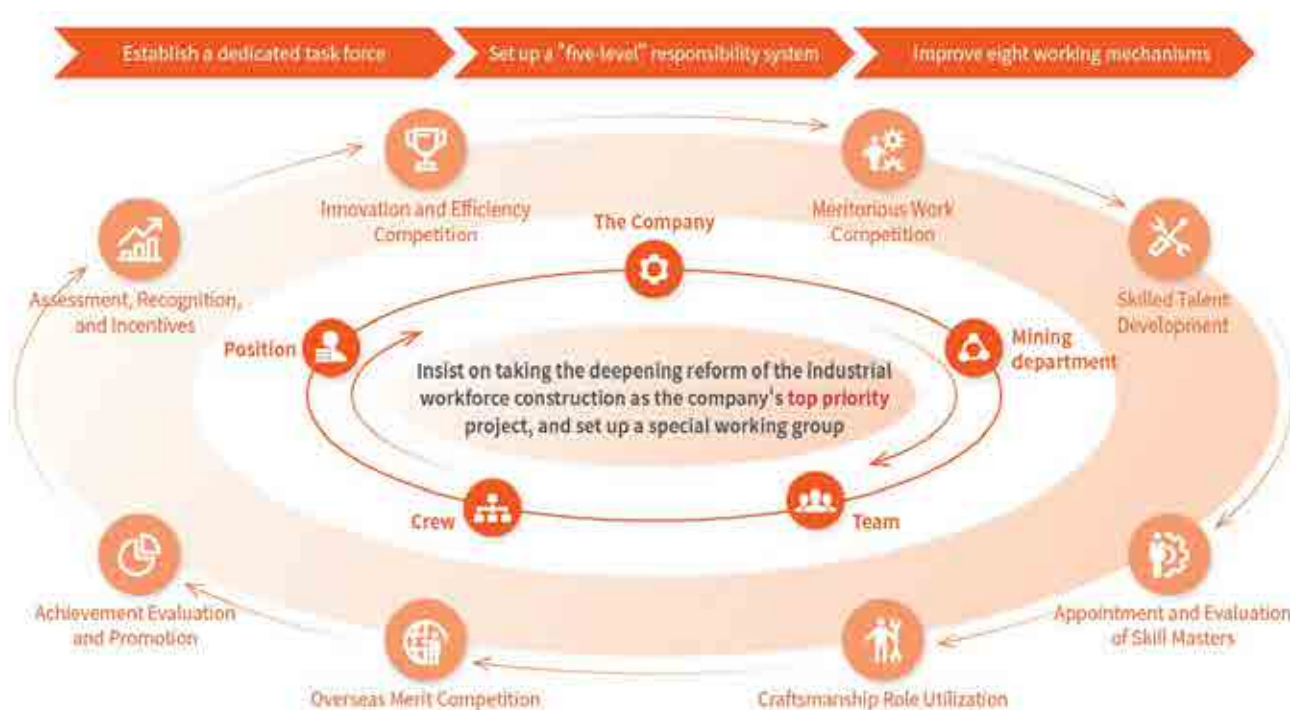 Establish a dedicated task force
Set up a "five-level" responsibility system
Improve eight working mechanisms
Innovation and Efficiency
Competition
Meritorious Work
Competition
The Company
Assessment, Recognition,
and Incentives
Skilled Talent
Development
Position
Mining
department
Insist on taking the deepening reform of the industrial
workforce construction as the company's top priority
project, and set up a special working group
Crew
Team
Achievement Evaluation
and Promotion
Appointment and Evaluation
of Skill Masters
Overseas Merit Competition
Craftsmanship Role Utilization